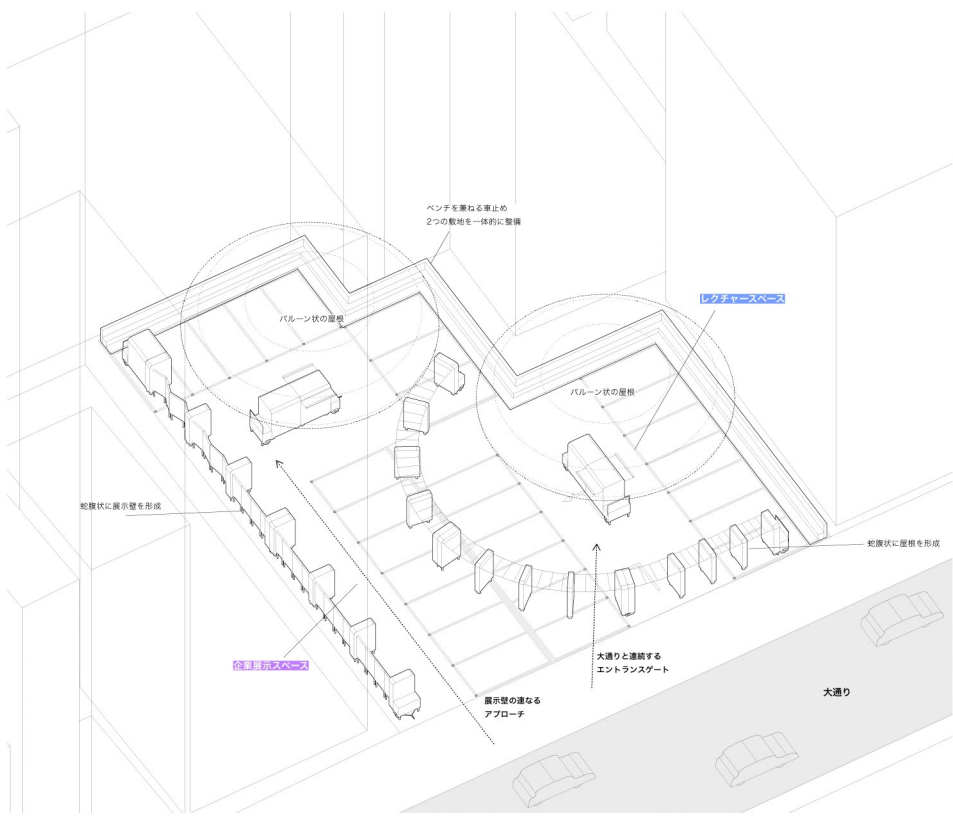 ベンチを兼ねる車止め
2つの敷地を一体的に整備
レクチャースペース
バルーン状の屋根
バルーン状の屋根
蛇腹状に展示壁を形成
蛇腹状に屋根を形成
企業展示スペース
大通りと連続する
エントランスゲート
大通り
展示壁の連なる
アプローチ